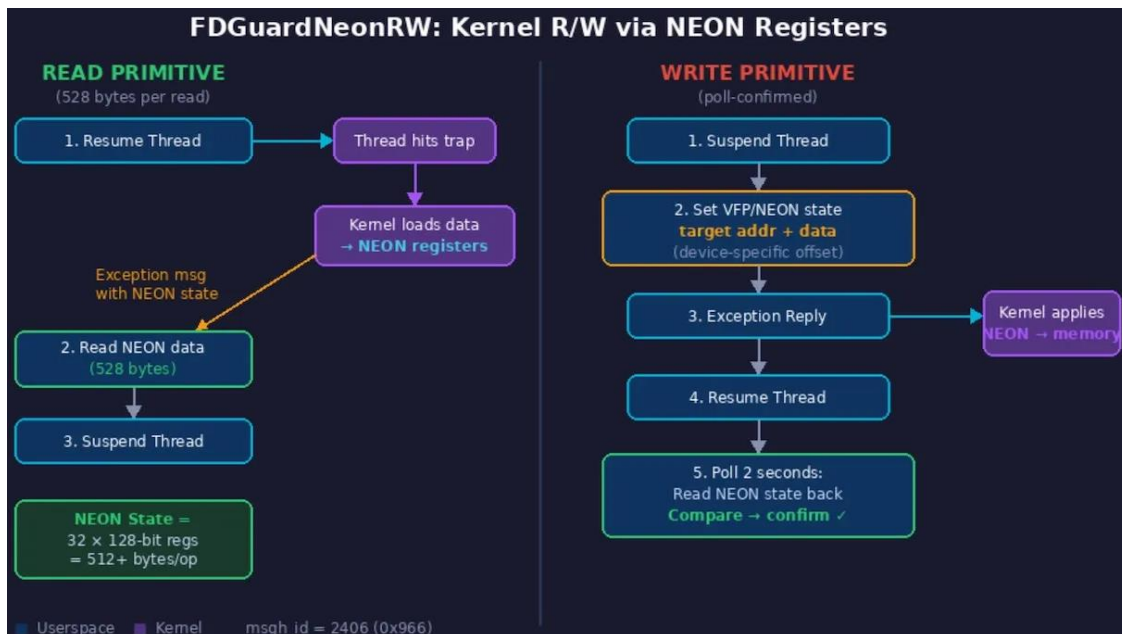 FDGuardNeonRW: Kernel R/W via NEON Registers
READ PRIMITIVE
(528 bytes per read)
1. Resume Thread
Thread hits trap
Kernel loads data
→ NEON registers
Exception msg
with NEON state
2. Read NEON data
(528 bytes)
3. Suspend Thread
NEON State =
32 × 128-bit regs
= 512+ bytes/op
WRITE PRIMITIVE
(poll-confirmed)
1. Suspend Thread
2. Set VFP/NEON state
target addr + data
(device-specific offset)
3. Exception Reply
Kernel applies
NEON → memory
4. Resume Thread
5. Poll 2 seconds:
Read NEON state back
Compare → confirm ✓
Userspace Kernel msgh_id = 2406 (0x966)